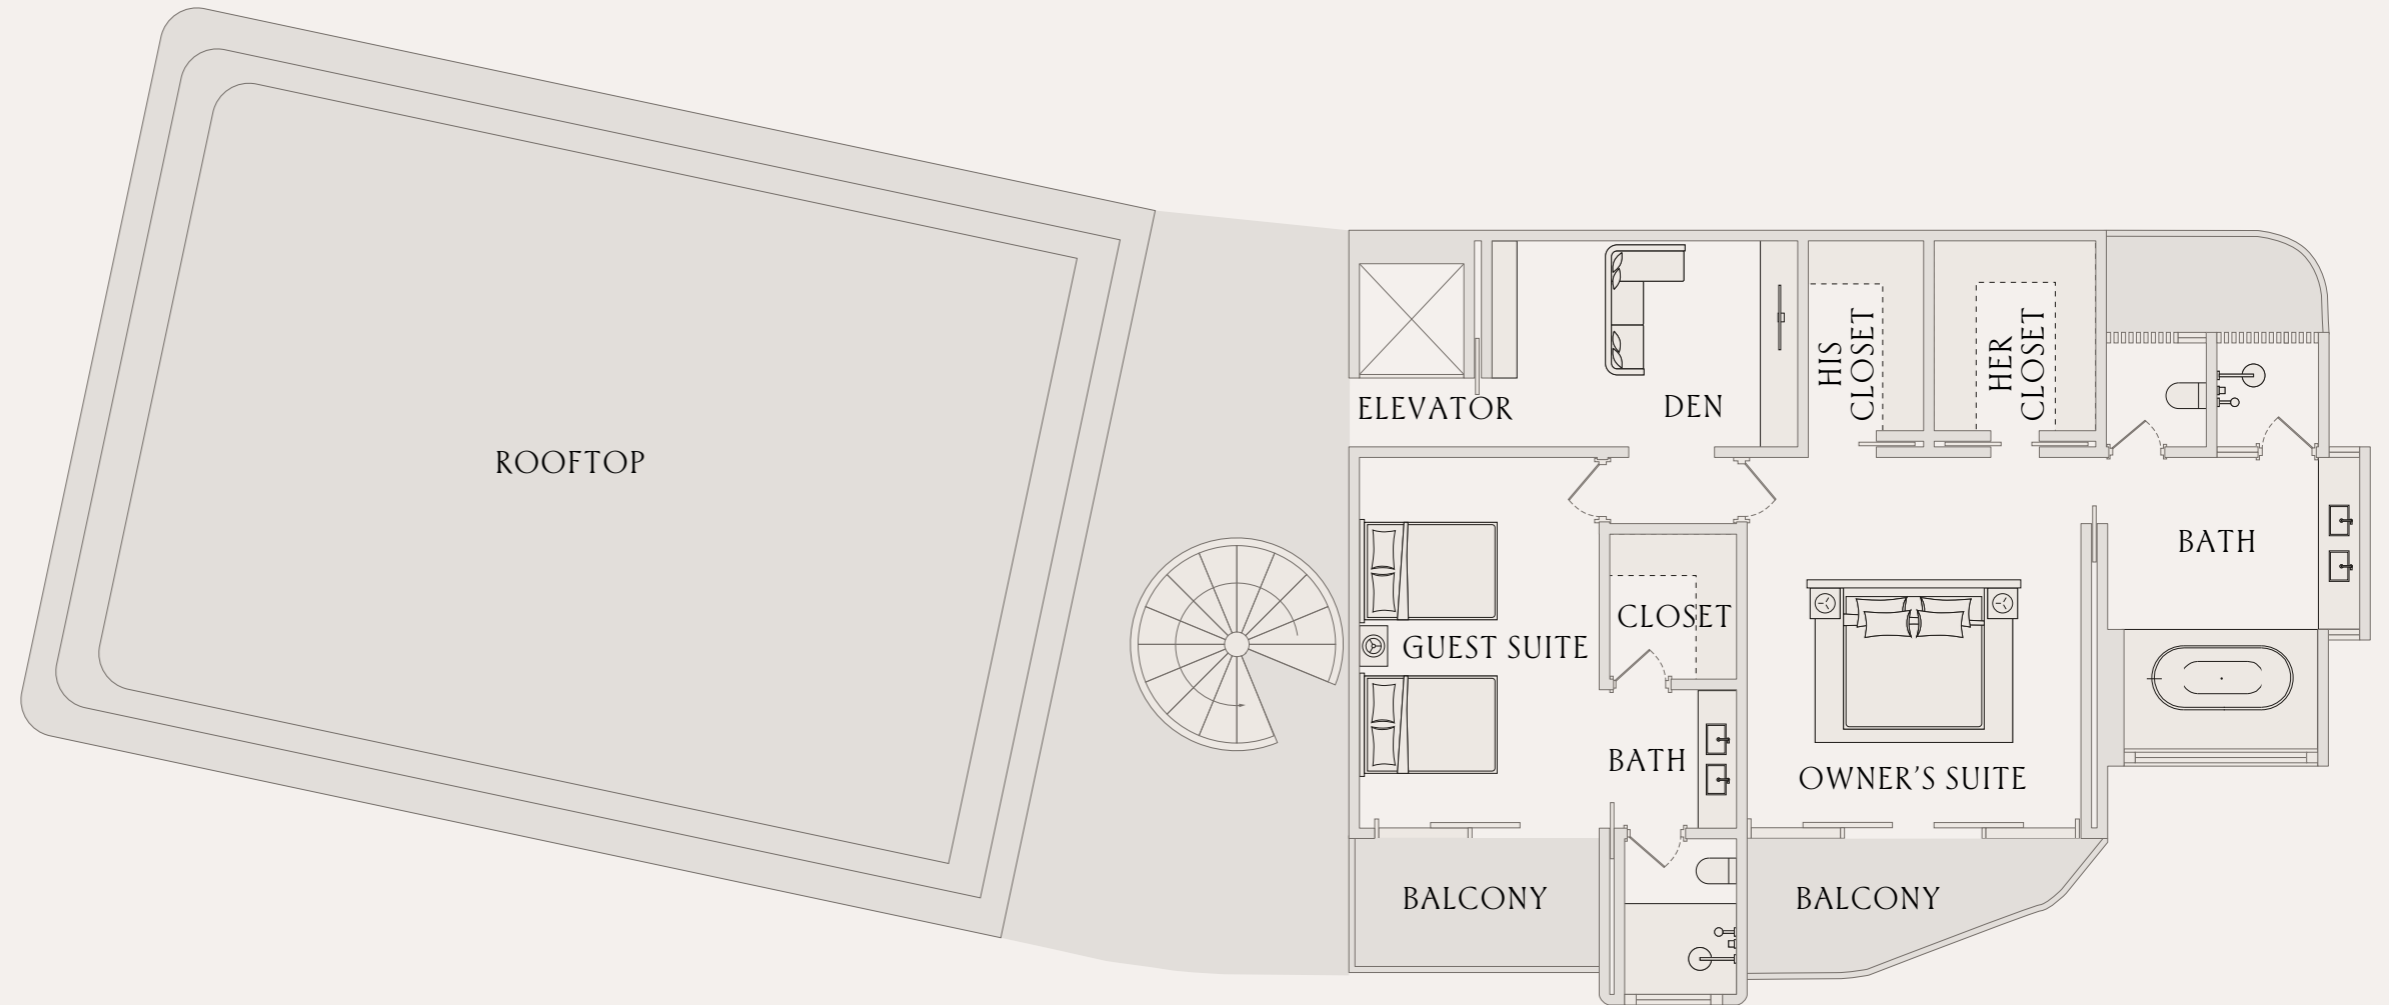 ROOFTOP
ELEVATOR
DEN
HIS
CLOSET
HER
CLOSET
BATH
CLOSET
GUEST SUITE
BATH
OWNER'S SUITE
BALCONY
BALCONY